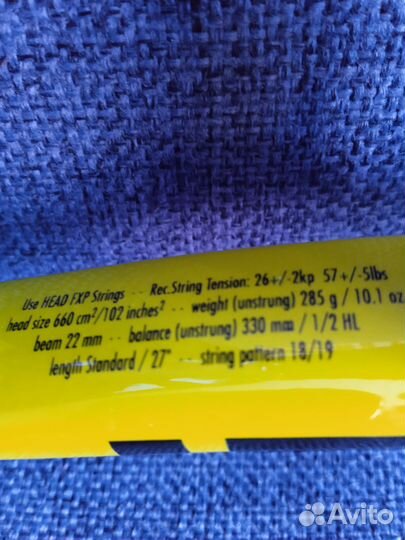 Use HEAD FXP Strings -- Rec.String Tension: 26+/-2kp 57+/-5lbs
head size 660 cm²/102 inches² -- weight (unstrung) 285 g / 10.1 oz
beam 22 mm -- balance (unstrung) 330 mm / 1/2 HL
length Standard / 27" -- string pattern 18/19
Avito